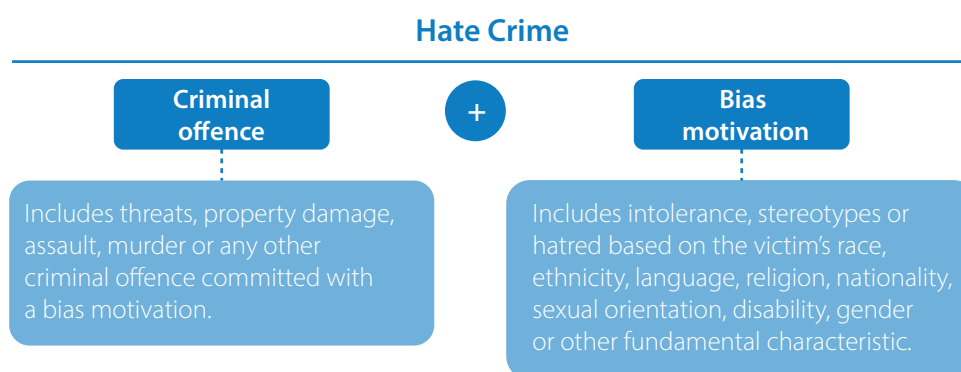 Hate Crime
Criminal
offence
+
Bias
motivation
Includes threats, property damage,
assault, murder or any other
criminal offence committed with
a bias motivation.
Includes intolerance, stereotypes or
hatred based on the victim’s race,
ethnicity, language, religion, nationality,
sexual orientation, disability, gender
or other fundamental characteristic.